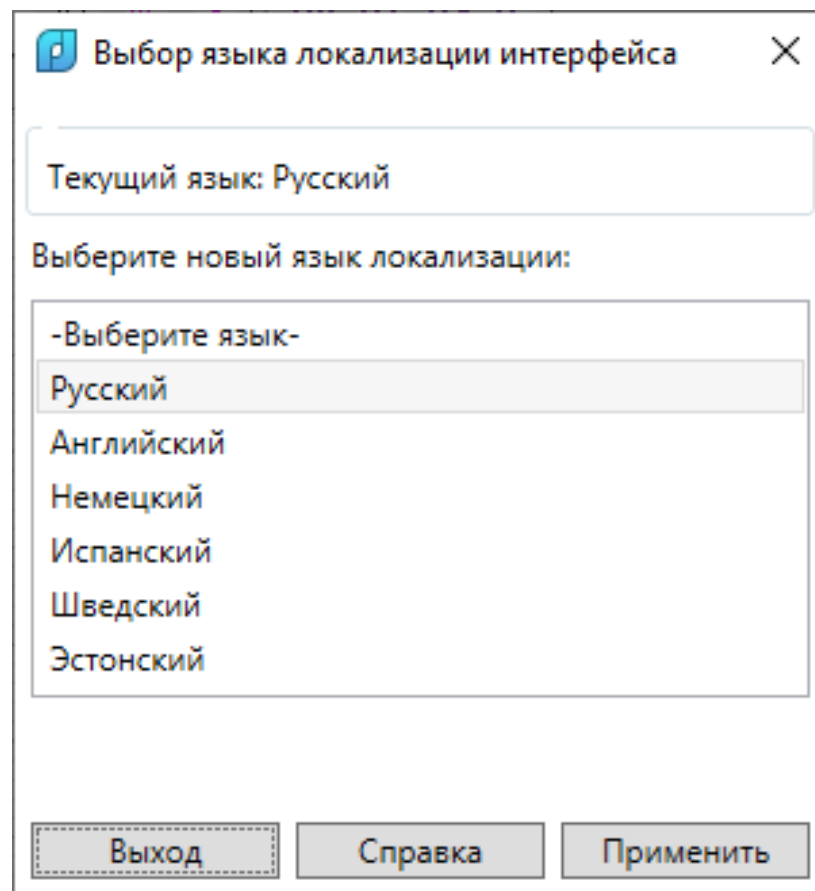 Выбор языка локализации интерфейса
Текущий язык: Русский
Выберите новый язык локализации:
-Выберите язык-
Русский
Английский
Немецкий
Испанский
Шведский
Эстонский
Выход Справка Применить